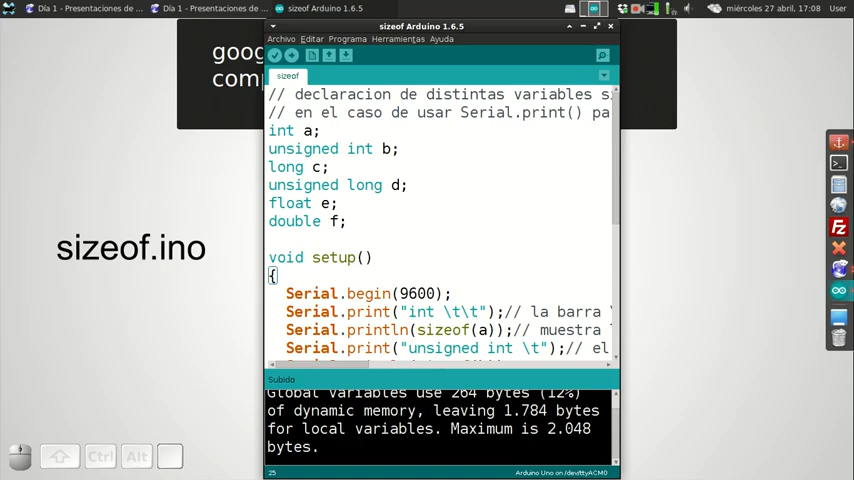 Día 1 - Presentaciones de ...
Día 1 - Presentaciones de ...
sizeof Arduino 1.6.5
miércoles 27 abril, 17:08
User
goog
comp
sizeof Arduino 1.6.5
Archivo Editar Programa Herramientas Ayuda
sizeof
// declaracion de distintas variables si
// en el caso de usar Serial.print() pa
int a;
unsigned int b;
long c;
unsigned long d;
float e;
double f;
void setup()
{
Serial.begin(9600);
Serial.print("int \t\t");// la barra \
Serial.println(sizeof(a));// muestra
Serial.print("unsigned int \t");// el
sizeof.ino
Subido
Global variables use 264 bytes (12%)
of dynamic memory, leaving 1.784 bytes
for local variables. Maximum is 2.048
bytes.
25
Arduino Uno on /dev/ttyACM0
Ctrl
Alt